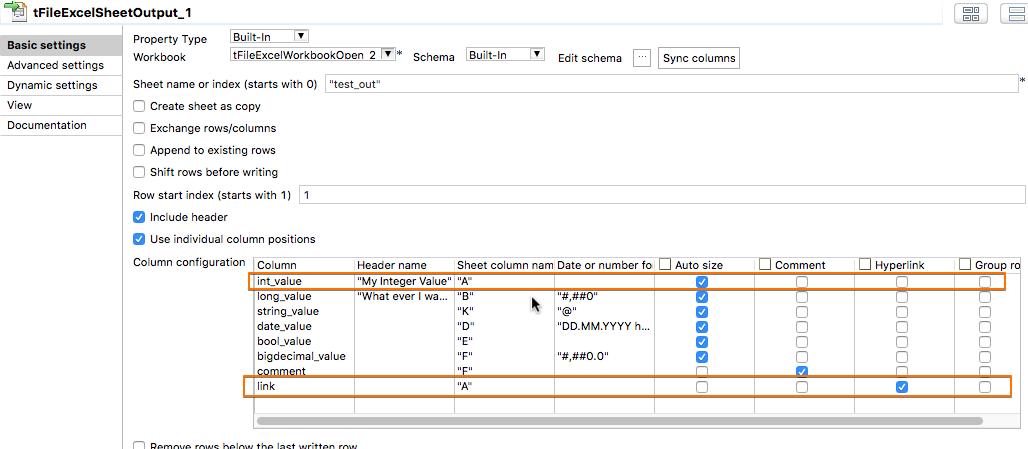 tFileExcelSheetOutput_1
Basic settings
Advanced settings
Dynamic settings
View
Documentation
Property Type Built-In
Workbook tFileExcelWorkbookOpen_2 * Schema Built-In Edit schema ... Sync columns
Sheet name or index (starts with 0) "test_out" *
Create sheet as copy
Exchange rows/columns
Append to existing rows
Shift rows before writing
Row start index (starts with 1) 1
Include header
Use individual column positions
Column configuration
Column Header name Sheet column nam Date or number fo Auto size Comment Hyperlink Group ro
int_value "My Integer Value" "A"
long_value "What ever I wa... "B" "#,##0"
string_value "K" "@"
date_value "D" "DD.MM.YYYY h...
bool_value "E"
bigdecimal_value "F" "#,##0.0"
comment "F"
link "A"
Remove rows below the last written row